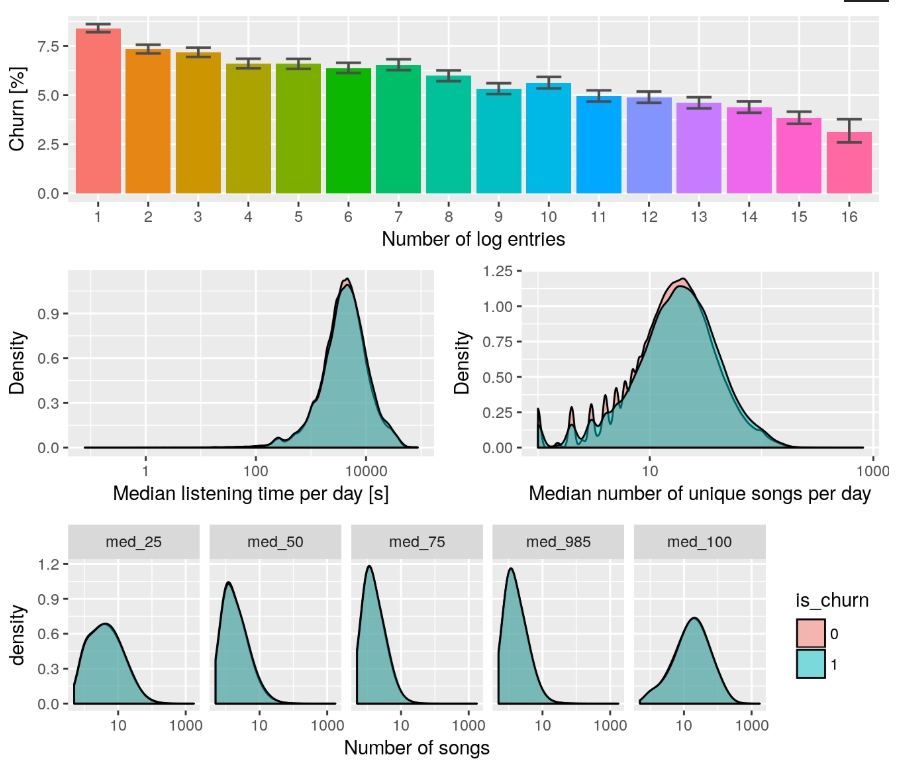 Churn [%]
7.5
5.0
2.5
0.0
1 2 3 4 5 6 7 8 9 10 11 12 13 14 15 16
Number of log entries
Density
0.9
0.6
0.3
0.0
1 100 10000
Median listening time per day [s]
Density
1.25
1.00
0.75
0.50
0.25
0.00
10 1000
Median number of unique songs per day
med_25 med_50 med_75 med_985 med_100
density
1.2
0.9
0.6
0.3
0.0
10 1000 10 1000 10 1000 10 1000 10 1000
Number of songs
is_churn
0
1